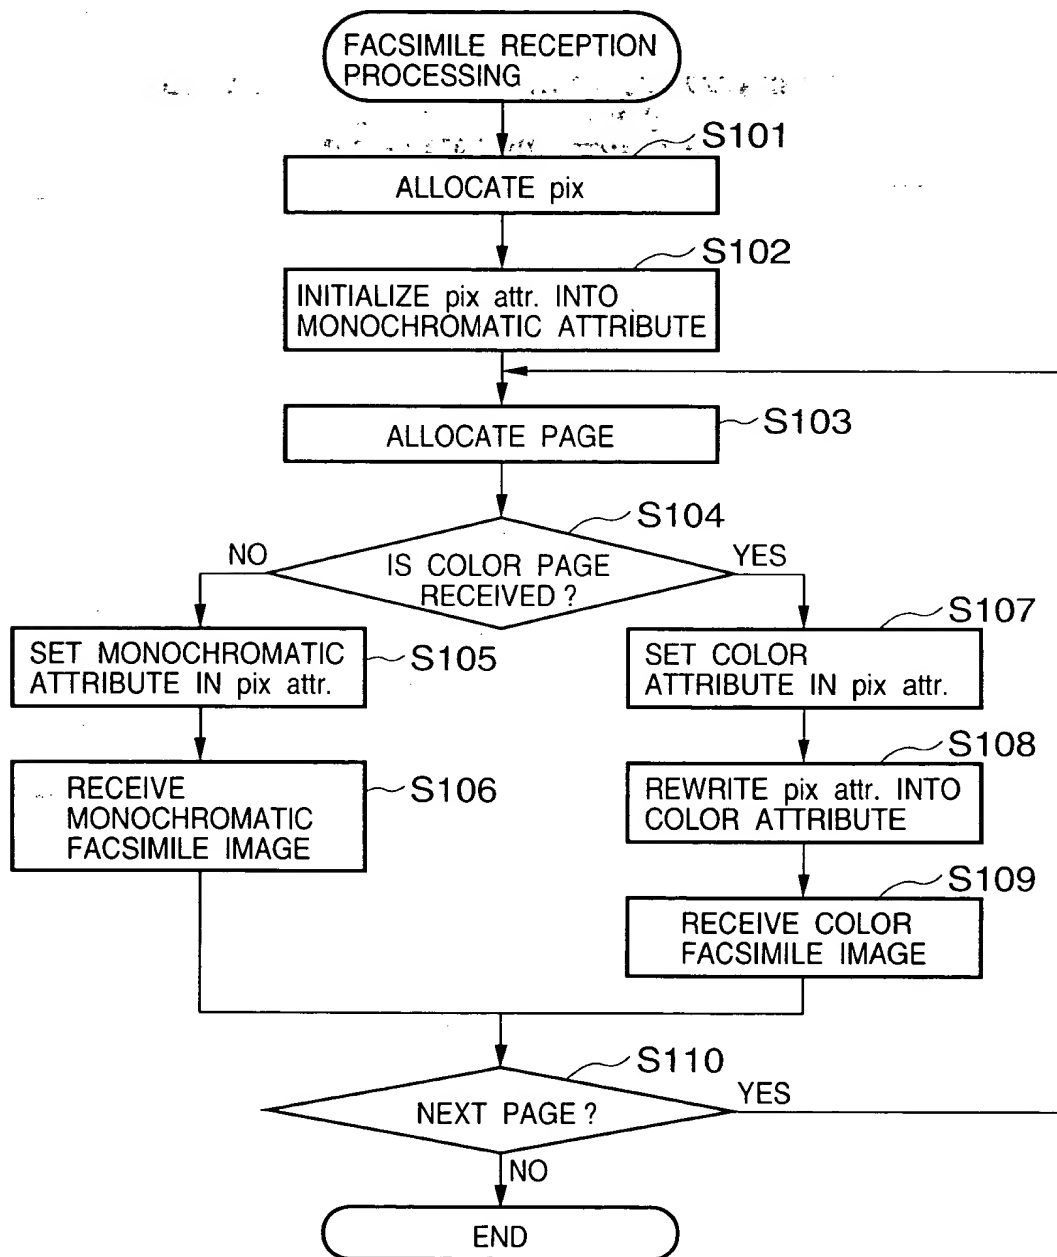 FACSIMILE RECEPTION
PROCESSING
S101
ALLOCATE pix
S102
INITIALIZE pix attr. INTO
MONOCHROMATIC ATTRIBUTE
S103
ALLOCATE PAGE
S104
IS COLOR PAGE
RECEIVED ?
NO
YES
S105
SET MONOCHROMATIC
ATTRIBUTE IN pix attr.
S107
SET COLOR
ATTRIBUTE IN pix attr.
S106
RECEIVE
MONOCHROMATIC
FACSIMILE IMAGE
S108
REWRITE pix attr. INTO
COLOR ATTRIBUTE
S109
RECEIVE COLOR
FACSIMILE IMAGE
S110
NEXT PAGE ?
YES
NO
END